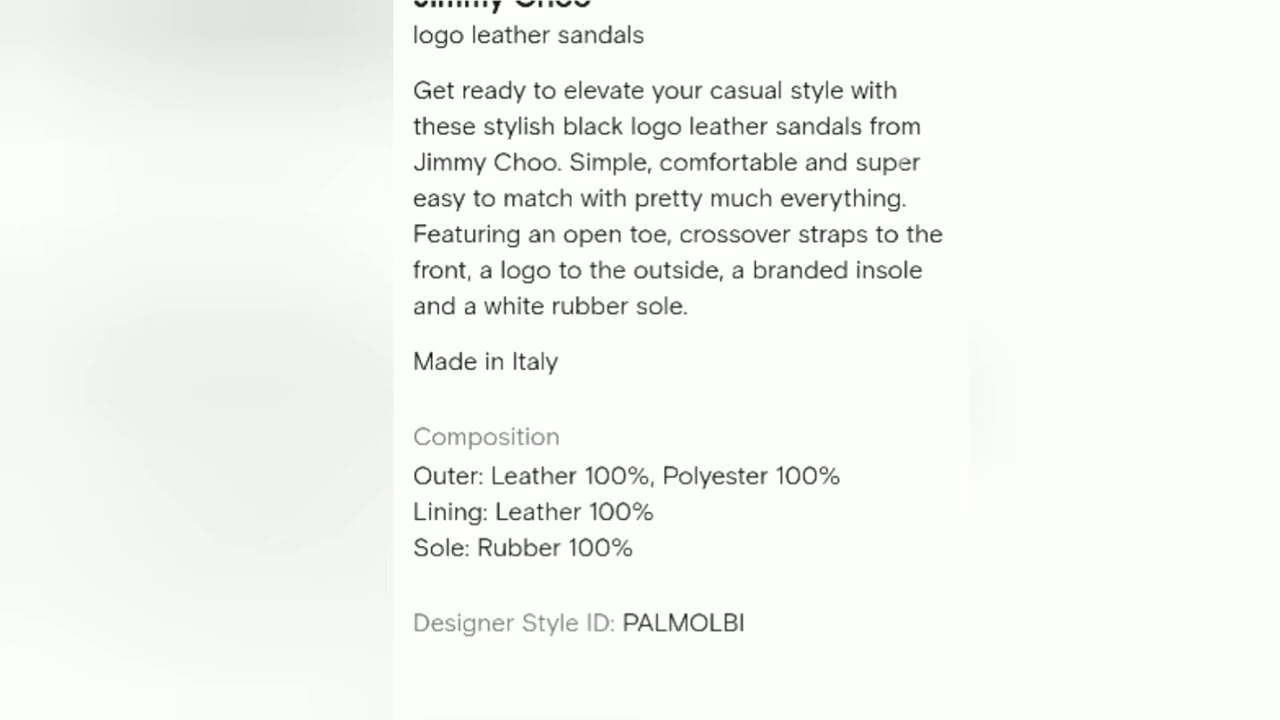 Jimmy Choo
logo leather sandals
Get ready to elevate your casual style with
these stylish black logo leather sandals from
Jimmy Choo. Simple, comfortable and super
easy to match with pretty much everything.
Featuring an open toe, crossover straps to the
front, a logo to the outside, a branded insole
and a white rubber sole.
Made in Italy
Composition
Outer: Leather 100%, Polyester 100%
Lining: Leather 100%
Sole: Rubber 100%
Designer Style ID: PALMOLBI